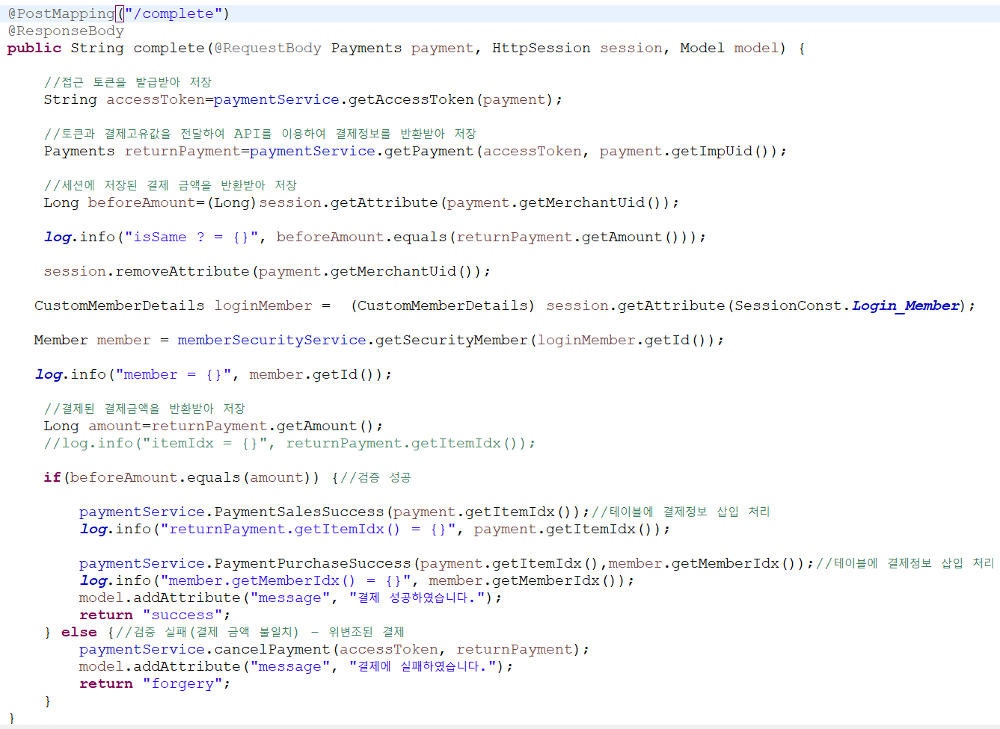 @PostMapping("/complete")
@ResponseBody
public String complete(@RequestBody Payments payment, HttpSession session, Model model) {
//접근 토큰을 발급받아 저장
String accessToken=paymentService.getAccessToken(payment);
//토큰과 결제고유값을 전달하여 API를 이용하여 결제정보를 반환받아 저장
Payments returnPayment=paymentService.getPayment(accessToken, payment.getImpUid());
//세션에 저장된 결제 금액을 반환받아 저장
Long beforeAmount=(Long)session.getAttribute(payment.getMerchantUid());
log.info("isSame ? = {}", beforeAmount.equals(returnPayment.getAmount()));
session.removeAttribute(payment.getMerchantUid());
CustomMemberDetails loginMember =  (CustomMemberDetails) session.getAttribute(SessionConst.Login_Member);
Member member = memberSecurityService.getSecurityMember(loginMember.getId());
log.info("member = {}", member.getId());
//결제된 결제금액을 반환받아 저장
Long amount=returnPayment.getAmount();
//log.info("itemIdx = {}", returnPayment.getItemIdx());
if(beforeAmount.equals(amount)) {//검증 성공
paymentService.PaymentSalesSuccess(payment.getItemIdx());//테이블에 결제정보 삽입 처리
log.info("returnPayment.getItemIdx() = {}", payment.getItemIdx());
paymentService.PaymentPurchaseSuccess(payment.getItemIdx(),member.getMemberIdx());//테이블에 결제정보 삽입 처리
log.info("member.getMemberIdx() = {}", member.getMemberIdx());
model.addAttribute("message", "결제 성공하였습니다.");
return "success";
} else {//검증 실패(결제 금액 불일치) - 위변조된 결제
paymentService.cancelPayment(accessToken, returnPayment);
model.addAttribute("message", "결제에 실패하였습니다.");
return "forgery";
}
}